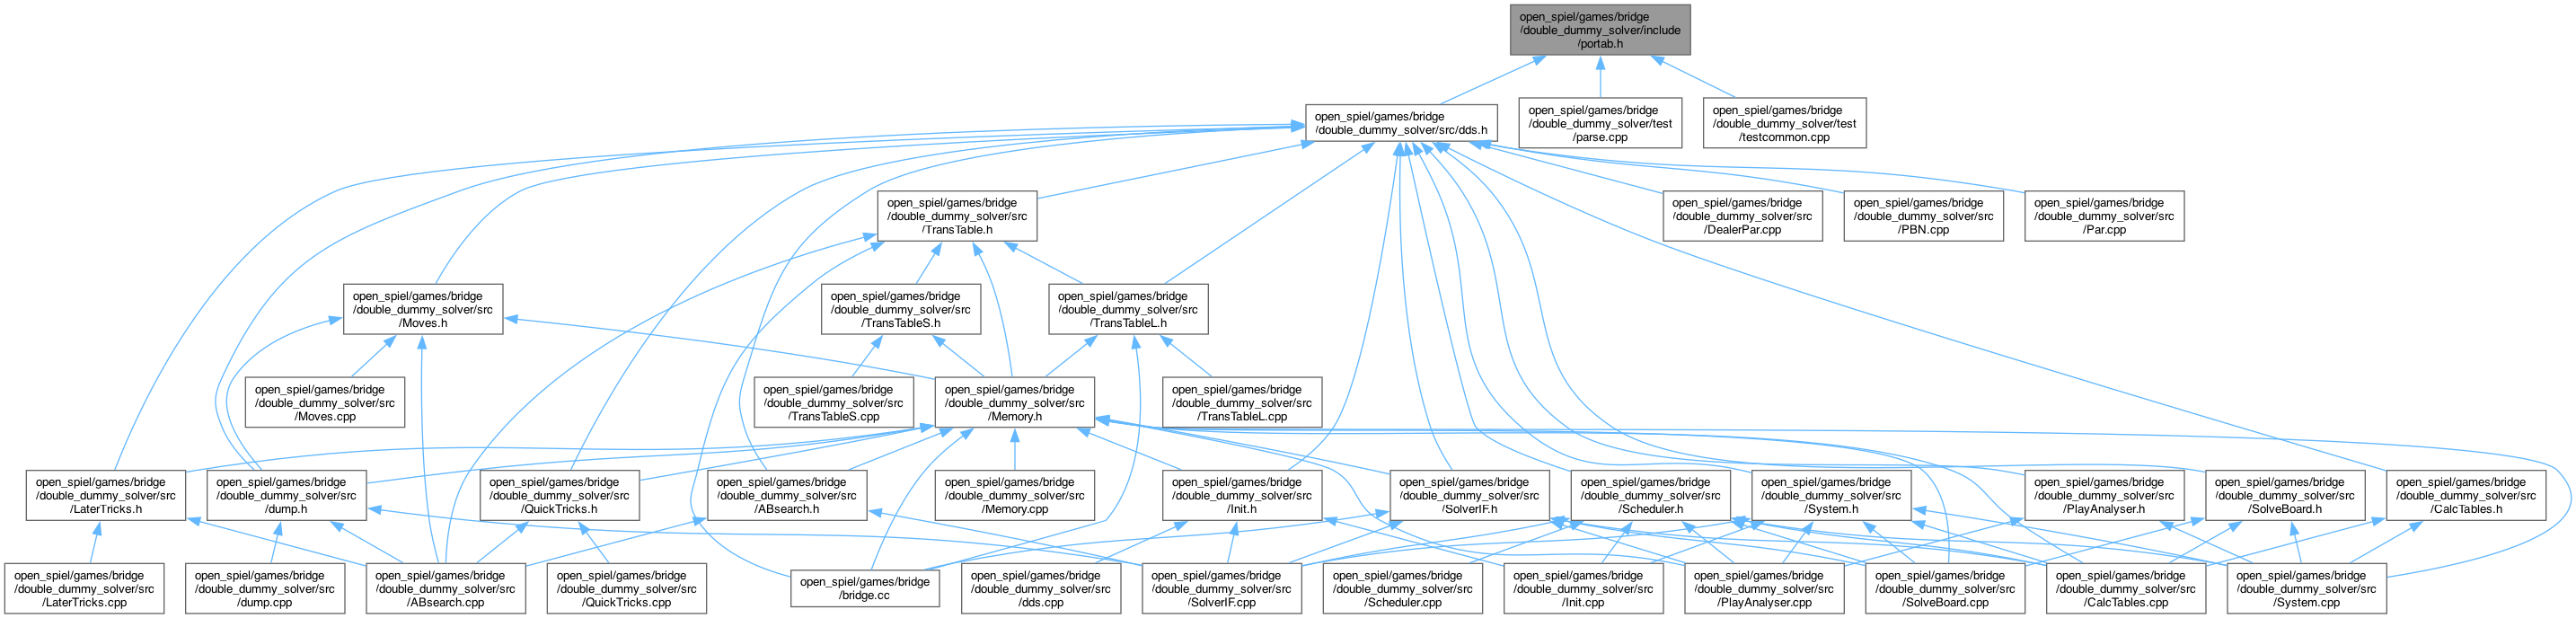 open_spiel/games/bridge
/double_dummy_solver/include
/portab.h
open_spiel/games/bridge
/double_dummy_solver/src/dds.h
open_spiel/games/bridge
/double_dummy_solver/test
/parse.cpp
open_spiel/games/bridge
/double_dummy_solver/test
/testcommon.cpp
open_spiel/games/bridge
/double_dummy_solver/src
/TransTable.h
open_spiel/games/bridge
/double_dummy_solver/src
/DealerPar.cpp
open_spiel/games/bridge
/double_dummy_solver/src
/PBN.cpp
open_spiel/games/bridge
/double_dummy_solver/src
/Par.cpp
open_spiel/games/bridge
/double_dummy_solver/src
/Moves.h
open_spiel/games/bridge
/double_dummy_solver/src
/TransTableS.h
open_spiel/games/bridge
/double_dummy_solver/src
/TransTableL.h
open_spiel/games/bridge
/double_dummy_solver/src
/Moves.cpp
open_spiel/games/bridge
/double_dummy_solver/src
/TransTableS.cpp
open_spiel/games/bridge
/double_dummy_solver/src
/Memory.h
open_spiel/games/bridge
/double_dummy_solver/src
/TransTableL.cpp
open_spiel/games/bridge
/double_dummy_solver/src
/LaterTricks.h
open_spiel/games/bridge
/double_dummy_solver/src
/dump.h
open_spiel/games/bridge
/double_dummy_solver/src
/QuickTricks.h
open_spiel/games/bridge
/double_dummy_solver/src
/ABsearch.h
open_spiel/games/bridge
/double_dummy_solver/src
/Memory.cpp
open_spiel/games/bridge
/double_dummy_solver/src
/Init.h
open_spiel/games/bridge
/double_dummy_solver/src
/SolverIF.h
open_spiel/games/bridge
/double_dummy_solver/src
/Scheduler.h
open_spiel/games/bridge
/double_dummy_solver/src
/System.h
open_spiel/games/bridge
/double_dummy_solver/src
/PlayAnalyser.h
open_spiel/games/bridge
/double_dummy_solver/src
/SolveBoard.h
open_spiel/games/bridge
/double_dummy_solver/src
/CalcTables.h
open_spiel/games/bridge
/double_dummy_solver/src
/LaterTricks.cpp
open_spiel/games/bridge
/double_dummy_solver/src
/dump.cpp
open_spiel/games/bridge
/double_dummy_solver/src
/ABsearch.cpp
open_spiel/games/bridge
/double_dummy_solver/src
/QuickTricks.cpp
open_spiel/games/bridge
/bridge.cc
open_spiel/games/bridge
/double_dummy_solver/src
/dds.cpp
open_spiel/games/bridge
/double_dummy_solver/src
/SolverIF.cpp
open_spiel/games/bridge
/double_dummy_solver/src
/Scheduler.cpp
open_spiel/games/bridge
/double_dummy_solver/src
/Init.cpp
open_spiel/games/bridge
/double_dummy_solver/src
/PlayAnalyser.cpp
open_spiel/games/bridge
/double_dummy_solver/src
/SolveBoard.cpp
open_spiel/games/bridge
/double_dummy_solver/src
/CalcTables.cpp
open_spiel/games/bridge
/double_dummy_solver/src
/System.cpp